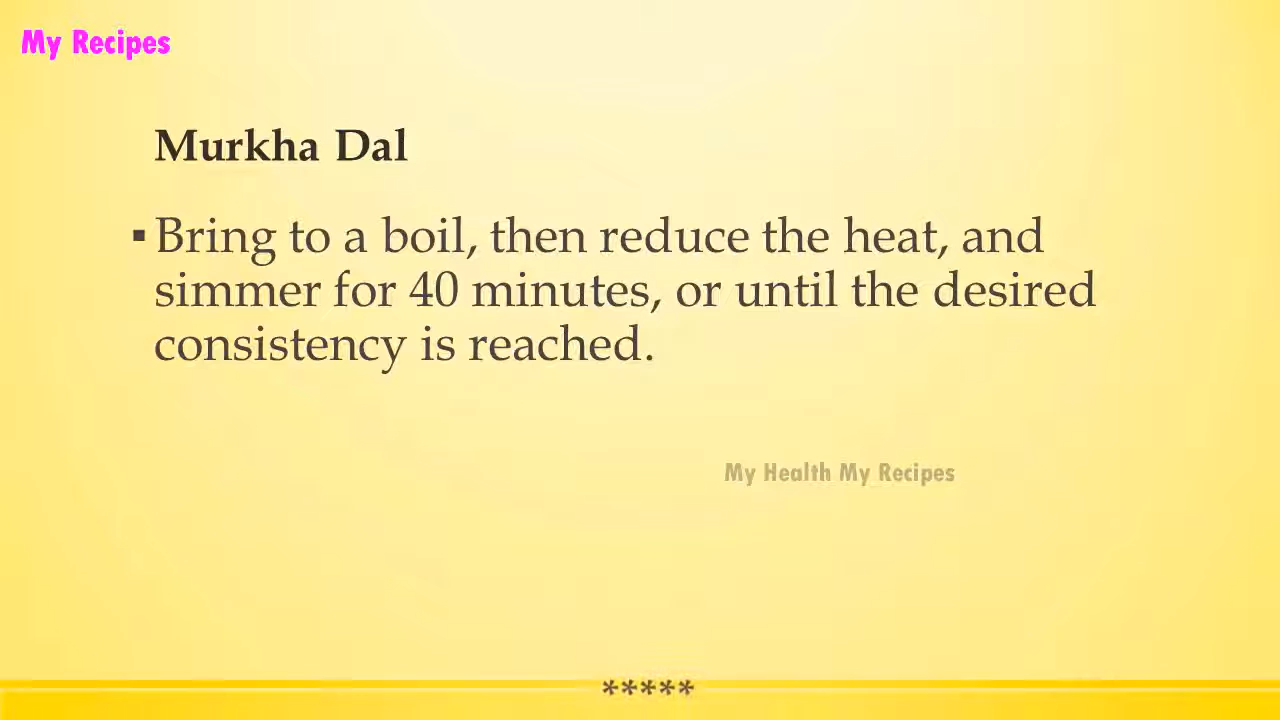 My Recipes
Murkha Dal
▪ Bring to a boil, then reduce the heat, and
simmer for 40 minutes, or until the desired
consistency is reached.
My Health My Recipes
*****